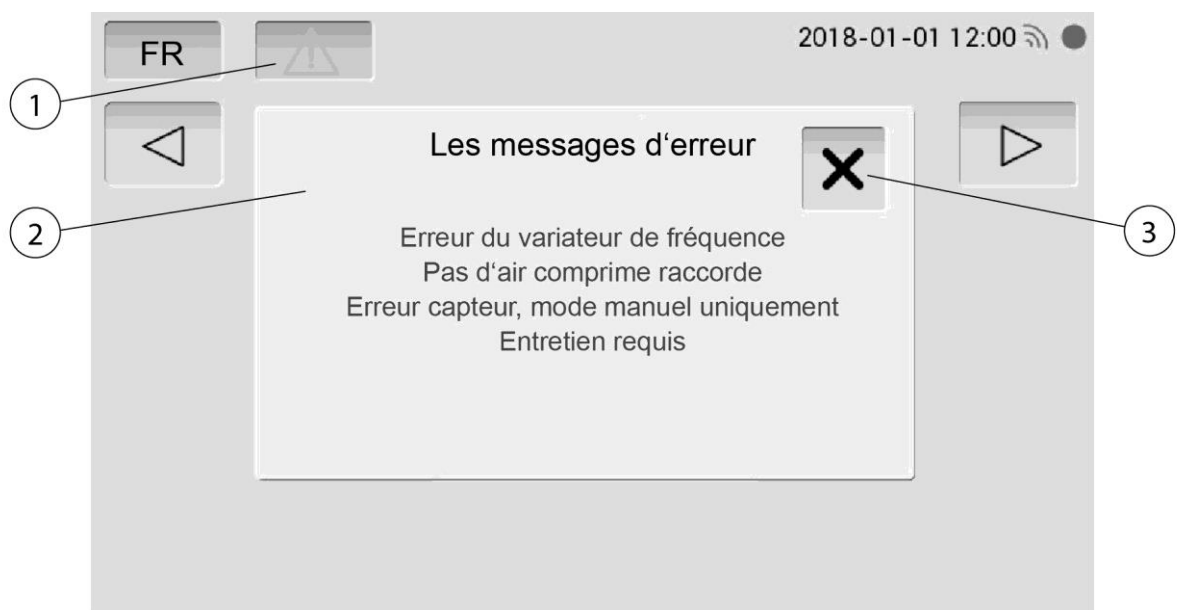 FR
2018-01-01 12:00
1
Les messages d‘erreur
2
3
Erreur du variateur de fréquence
Pas d‘air comprime raccorde
Erreur capteur, mode manuel uniquement
Entretien requis